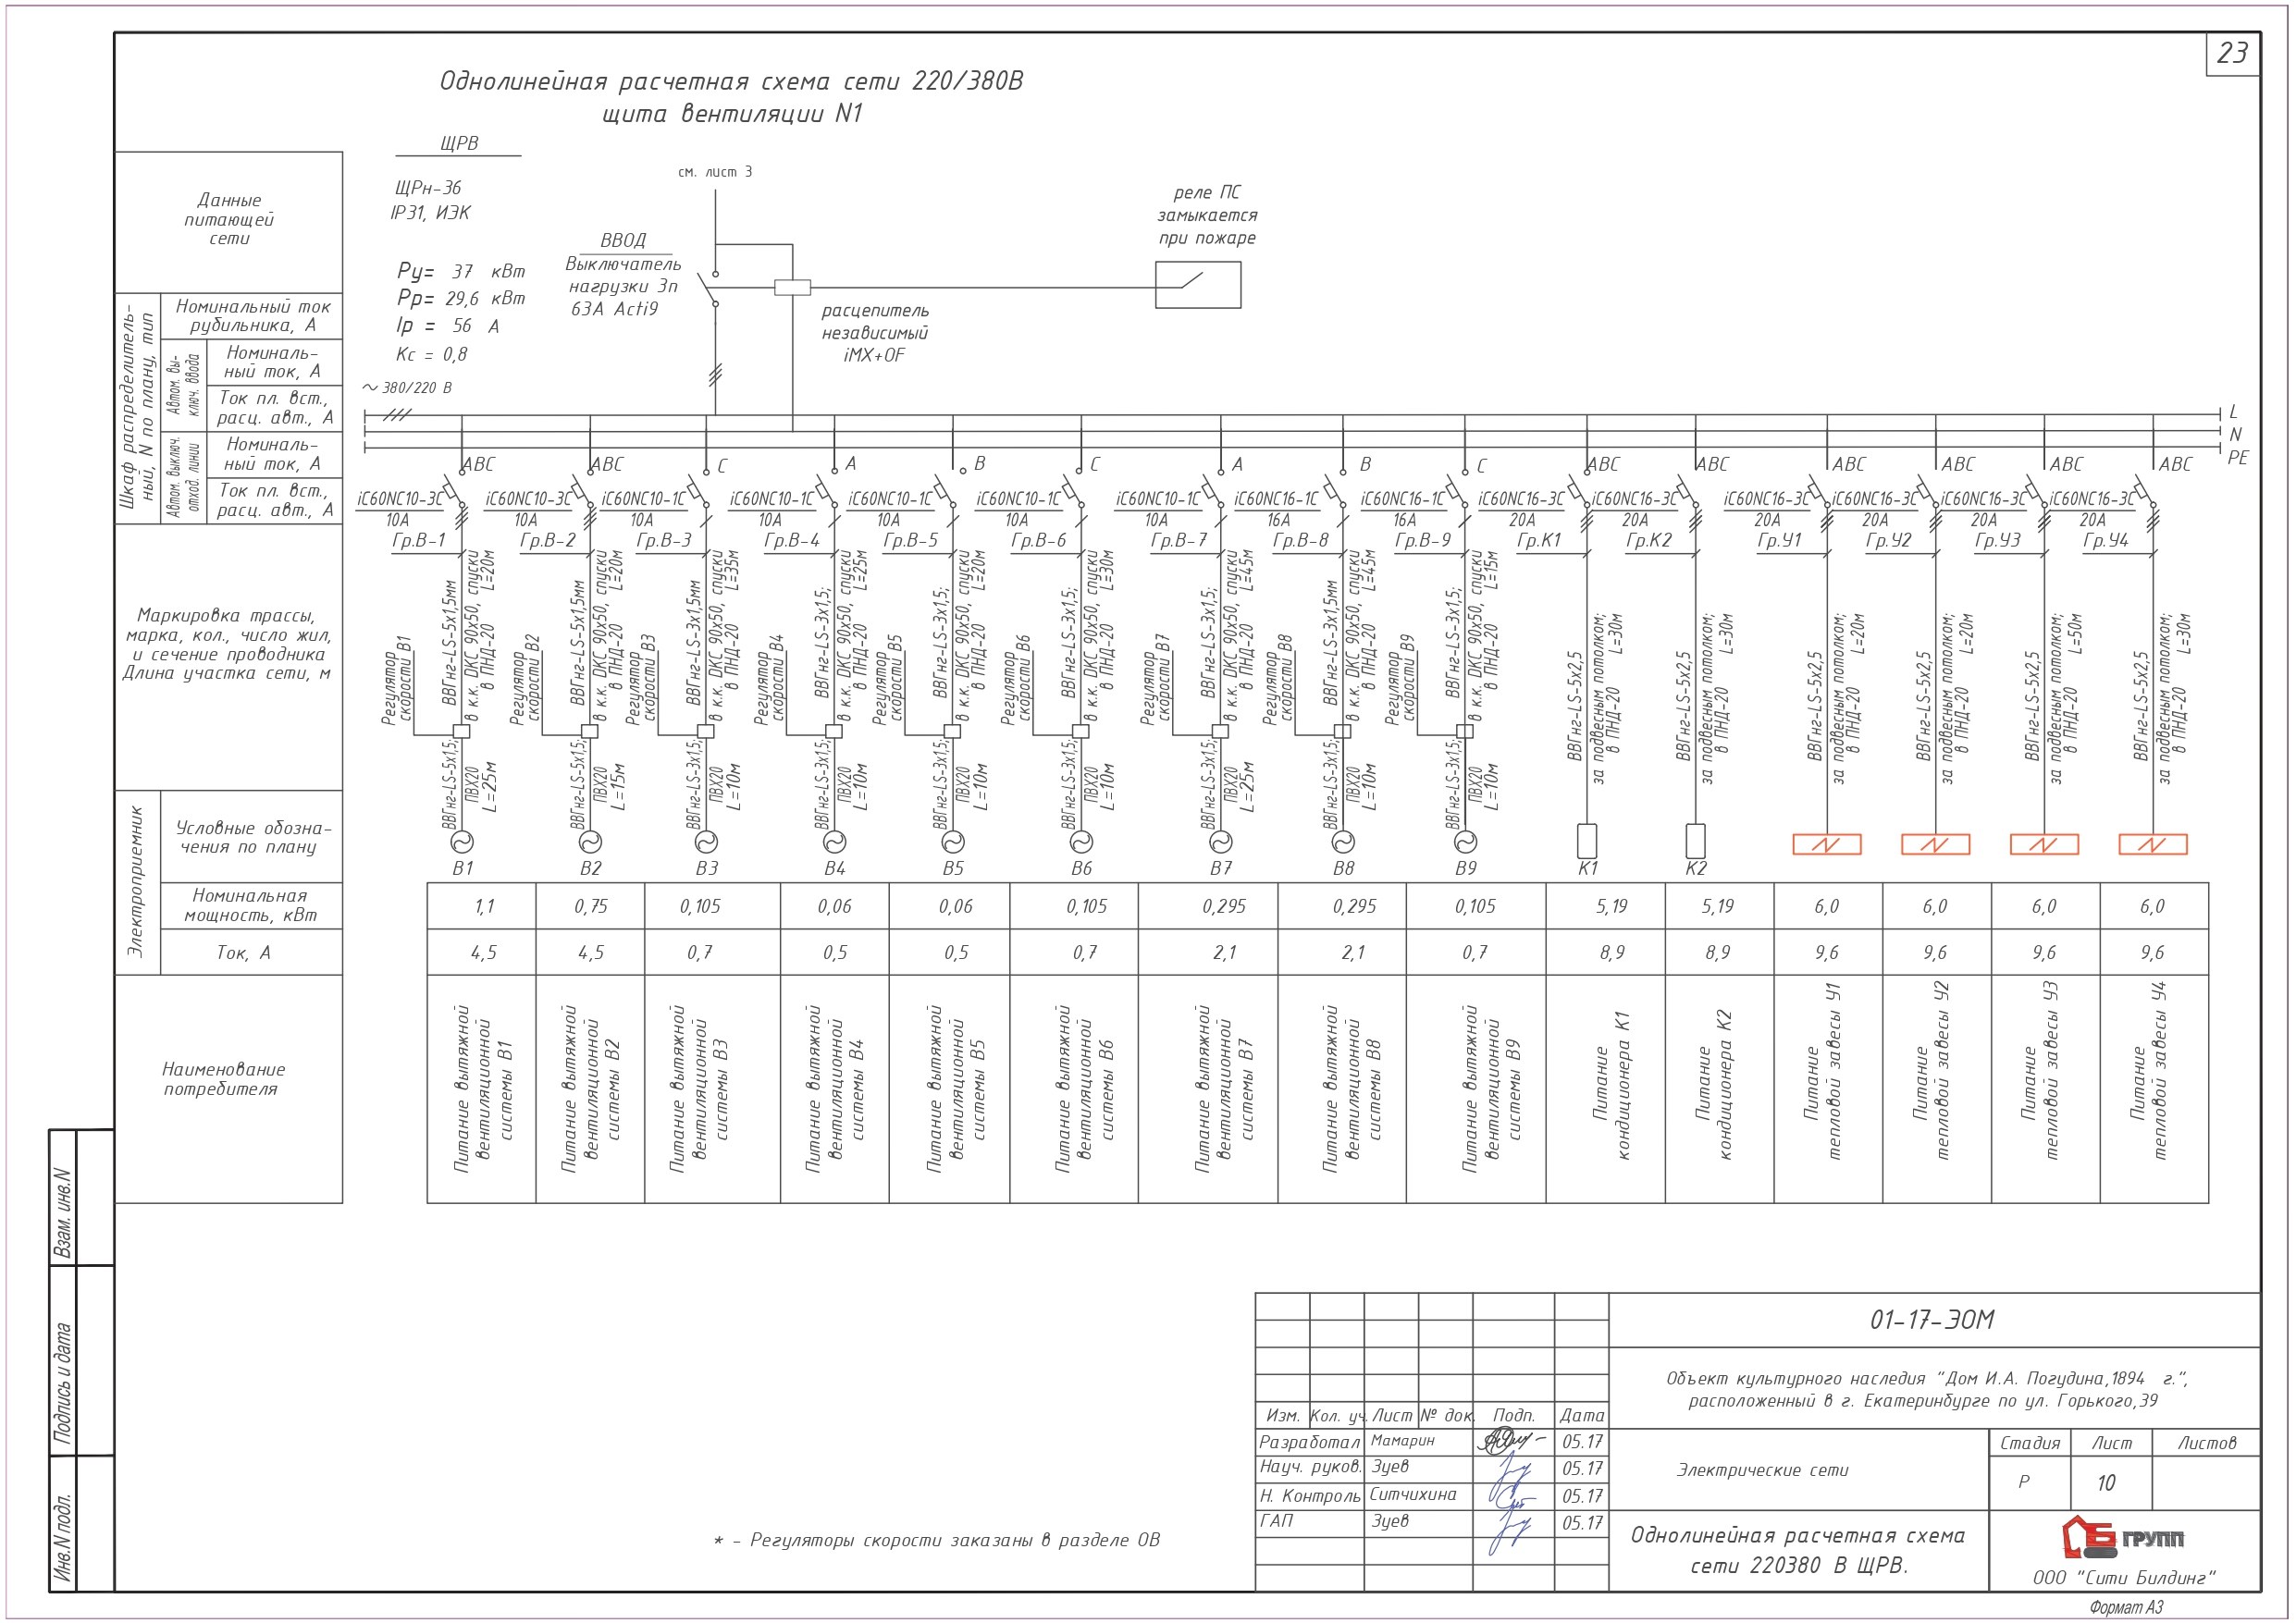 23
Однолинейная расчетная схема сети 220/380В
щита вентиляции N1
ЩРВ
ЩРн-36
IP31, ИЭК
Ру= 37 кВт
Рр= 29,6 кВт
Iр = 56 А
Кс = 0,8
~ 380/220 В
см. лист 3
ВВОД
Выключатель
нагрузки 3п
63А Acti9
расцепитель
независимый
iMX+OF
реле ПС
замыкается
при пожаре
L
N
PE
Данные
питающей
сети
Шкаф распределитель-
ный, N по плану, тип
Номинальный ток
рубильника, А
Автом. вы-
ключ. ввода
Номиналь-
ный ток, А
Ток пл. вст.,
расц. авт., А
Автом. выключ.
отход. линии
Номиналь-
ный ток, А
Ток пл. вст.,
расц. авт., А
Маркировка трассы,
марка, кол., число жил,
и сечение проводника
Длина участка сети, м
Электроприемник
Условные обозна-
чения по плану
Номинальная
мощность, кВт
Ток, А
Наименование
потребителя
ABC ABC C A B C A B C ABC ABC ABC ABC ABC ABC
iC60NC10-3C iC60NC10-3C iC60NC10-1C iC60NC10-1C iC60NC10-1C iC60NC10-1C iC60NC10-1C iC60NC16-1C iC60NC16-1C iC60NC16-3C iC60NC16-3C iC60NC16-3C iC60NC16-3C iC60NC16-3C iC60NC16-3C
10А 10А 10А 10А 10А 10А 10А 16А 16А 20А 20А 20А 20А 20А 20А
Гр.В-1 Гр.В-2 Гр.В-3 Гр.В-4 Гр.В-5 Гр.В-6 Гр.В-7 Гр.В-8 Гр.В-9 Гр.К1 Гр.К2 Гр.У1 Гр.У2 Гр.У3 Гр.У4
Регулятор
скорости В1
ВВГнг-LS-5х1,5мм
в к.к. DKC 90х50, спуски
в ПНД-20 L=20м
ВВГнг-LS-5х1,5;
ПВХ20
L=25м
Регулятор
скорости В2
ВВГнг-LS-5х1,5мм
в к.к. DKC 90х50, спуски
в ПНД-20 L=20м
ВВГнг-LS-5х1,5;
ПВХ20
L=15м
Регулятор
скорости В3
ВВГнг-LS-3х1,5мм
в к.к. DKC 90х50, спуски
в ПНД-20 L=35м
ВВГнг-LS-3х1,5;
ПВХ20
L=10м
Регулятор
скорости В4
ВВГнг-LS-3х1,5;
в к.к. DKC 90х50, спуски
в ПНД-20 L=25м
ВВГнг-LS-3х1,5;
ПВХ20
L=10м
Регулятор
скорости В5
ВВГнг-LS-3х1,5;
в к.к. DKC 90х50, спуски
в ПНД-20 L=20м
ВВГнг-LS-3х1,5;
ПВХ20
L=10м
Регулятор
скорости В6
ВВГнг-LS-3х1,5;
в к.к. DKC 90х50, спуски
в ПНД-20 L=30м
ВВГнг-LS-3х1,5;
ПВХ20
L=10м
Регулятор
скорости В7
ВВГнг-LS-3х1,5;
в к.к. DKC 90х50, спуски
в ПНД-20 L=45м
ВВГнг-LS-3х1,5;
ПВХ20
L=25м
Регулятор
скорости В8
ВВГнг-LS-3х1,5мм
в к.к. DKC 90х50, спуски
в ПНД-20 L=45м
ВВГнг-LS-3х1,5;
ПВХ20
L=10м
Регулятор
скорости В9
ВВГнг-LS-3х1,5;
в к.к. DKC 90х50, спуски
в ПНД-20 L=15м
ВВГнг-LS-3х1,5;
ПВХ20
L=10м
ВВГнг-LS-5х2,5
за подвесным потолком;
в ПНД-20 L=30м
ВВГнг-LS-5х2,5
за подвесным потолком;
в ПНД-20 L=30м
ВВГнг-LS-5х2,5
за подвесным потолком;
в ПНД-20 L=20м
ВВГнг-LS-5х2,5
за подвесным потолком;
в ПНД-20 L=20м
ВВГнг-LS-5х2,5
за подвесным потолком;
в ПНД-20 L=50м
ВВГнг-LS-5х2,5
за подвесным потолком;
в ПНД-20 L=30м
В1 В2 В3 В4 В5 В6 В7 В8 В9 К1 К2
1,1 0,75 0,105 0,06 0,06 0,105 0,295 0,295 0,105 5,19 5,19 6,0 6,0 6,0 6,0
4,5 4,5 0,7 0,5 0,5 0,7 2,1 2,1 0,7 8,9 8,9 9,6 9,6 9,6 9,6
Питание вытяжной
вентиляционной
системы В1
Питание вытяжной
вентиляционной
системы В2
Питание вытяжной
вентиляционной
системы В3
Питание вытяжной
вентиляционной
системы В4
Питание вытяжной
вентиляционной
системы В5
Питание вытяжной
вентиляционной
системы В6
Питание вытяжной
вентиляционной
системы В7
Питание вытяжной
вентиляционной
системы В8
Питание вытяжной
вентиляционной
системы В9
Питание
кондиционера К1
Питание
кондиционера К2
Питание
тепловой завесы У1
Питание
тепловой завесы У2
Питание
тепловой завесы У3
Питание
тепловой завесы У4
Взам. инв.N
Подпись и дата
Инв.N подл.
* - Регуляторы скорости заказаны в разделе ОВ
01-17-ЭОМ
Объект культурного наследия "Дом И.А. Погудина,1894 г.",
расположенный в г. Екатеринбурге по ул. Горького,39
Изм. Кол. уч. Лист № док. Подп. Дата
Разработал Мамарин 05.17
Науч. руков. Зуев 05.17
Н. Контроль Ситчихина 05.17
ГАП Зуев 05.17
Электрические сети
Стадия Лист Листов
Р 10
Однолинейная расчетная схема
сети 220380 В ЩРВ.
ГРУПП
ООО "Сити Билдинг"
Формат А3